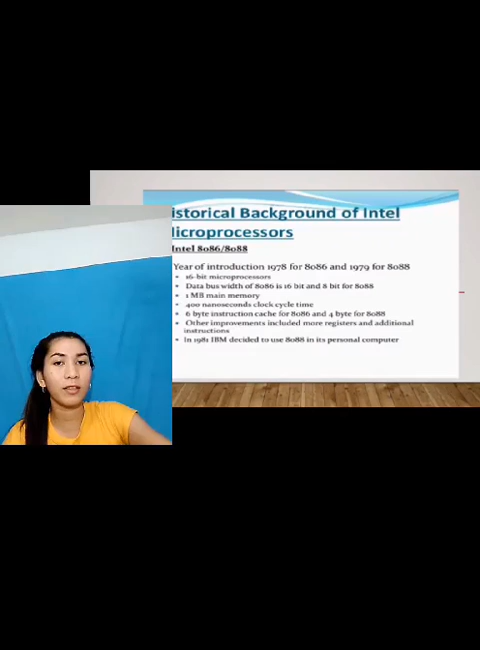 istorical Background of Intel
icroprocessors
Intel 8086/8088
Year of introduction 1978 for 8086 and 1979 for 8088
• 16-bit microprocessors
• Data bus width of 8086 is 16 bit and 8 bit for 8088
• 1 MB main memory
• 400 nanoseconds clock cycle time
• 6 byte instruction cache for 8086 and 4 byte for 8088
• Other improvements included more registers and additional
instructions
• In 1981 IBM decided to use 8088 in its personal computer